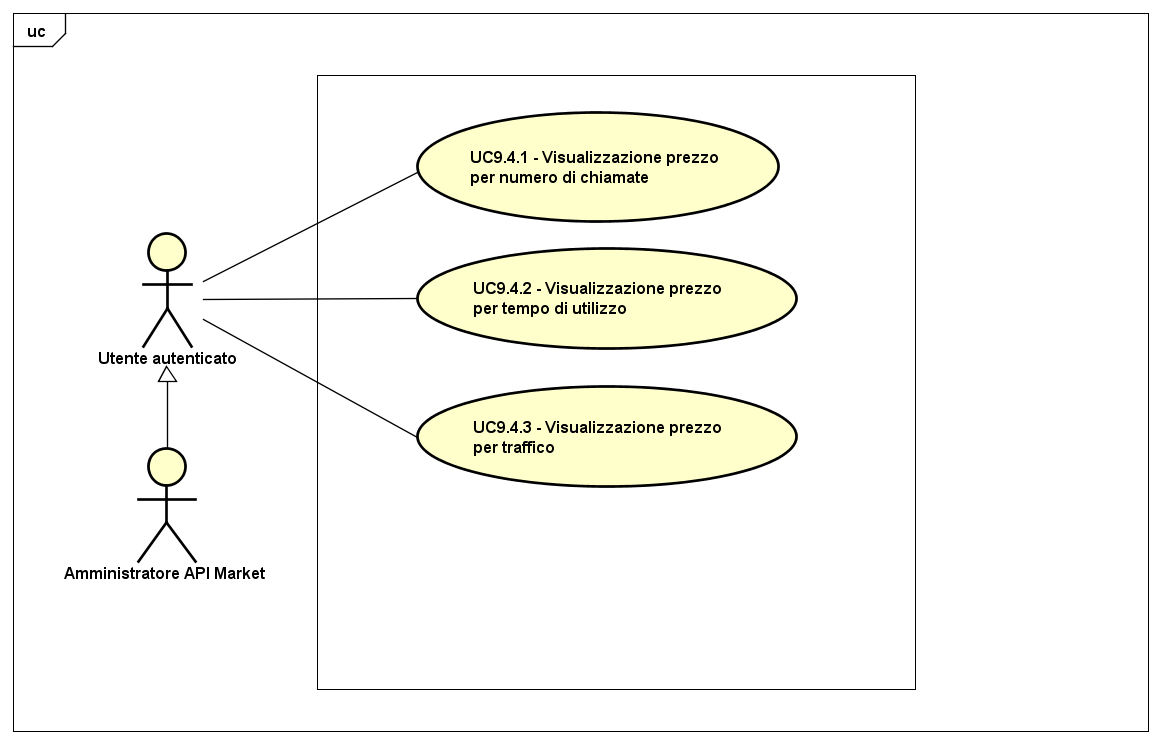 uc
UC9.4.1 - Visualizzazione prezzo
per numero di chiamate
UC9.4.2 - Visualizzazione prezzo
per tempo di utilizzo
Utente autenticato
UC9.4.3 - Visualizzazione prezzo
per traffico
Amministratore API Market